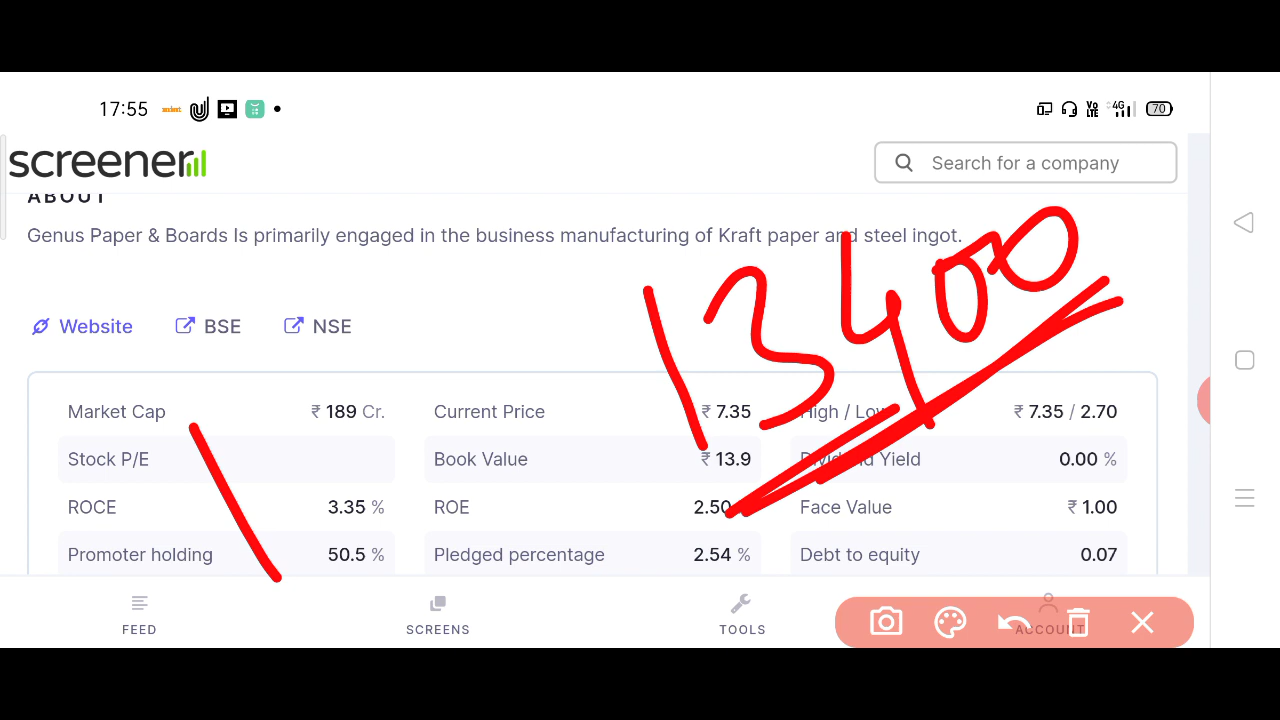 17:55
VO LTE 4G 70
screener
Search for a company
ABOUT
Genus Paper & Boards Is primarily engaged in the business manufacturing of Kraft paper and steel ingot.
13400
Website BSE NSE
Market Cap ₹ 189 Cr. Current Price ₹ 7.35 High / Low ₹ 7.35 / 2.70
Stock P/E Book Value ₹ 13.9 Dividend Yield 0.00 %
ROCE 3.35 % ROE 2.50 Face Value ₹ 1.00
Promoter holding 50.5 % Pledged percentage 2.54 % Debt to equity 0.07
FEED SCREENS TOOLS ACCOUNT